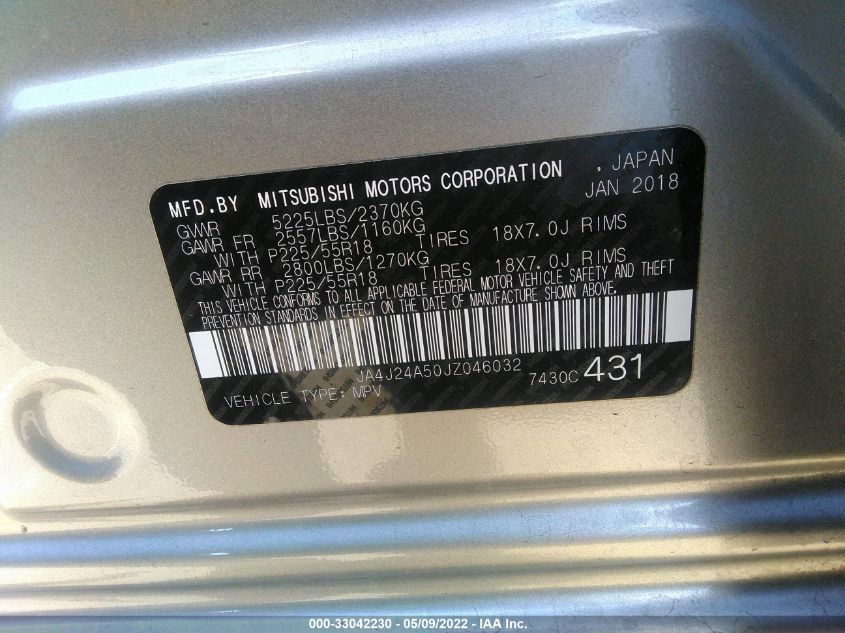 MFD.BY MITSUBISHI MOTORS CORPORATION , JAPAN
JAN 2018
GVWR 5225LBS/2370KG
GAWR FR 2557LBS/1160KG
WITH P225/55R18 TIRES 18X7.0J RIMS
GAWR RR 2800LBS/1270KG
WITH P225/55R18 TIRES 18X7.0J RIMS
THIS VEHICLE CONFORMS TO ALL APPLICABLE FEDERAL MOTOR VEHICLE SAFETY AND THEFT
PREVENTION STANDARDS IN EFFECT ON THE DATE OF MANUFACTURE SHOWN ABOVE.
JA4J24A50JZ046032
VEHICLE TYPE: MPV 7430C 431
000-33042230 - 05/09/2022 - IAA Inc.